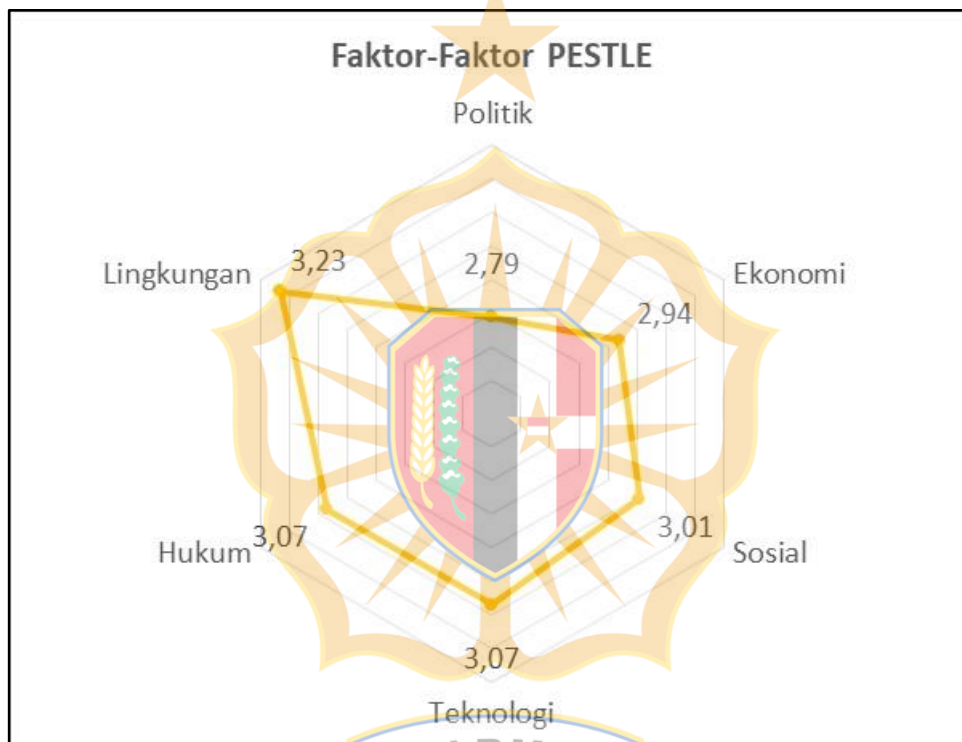 Faktor-Faktor PESTLE
Politik
Lingkungan
3,23
2,79
Ekonomi
2,94
Hukum
3,07
3,01
Sosial
3,07
Teknologi